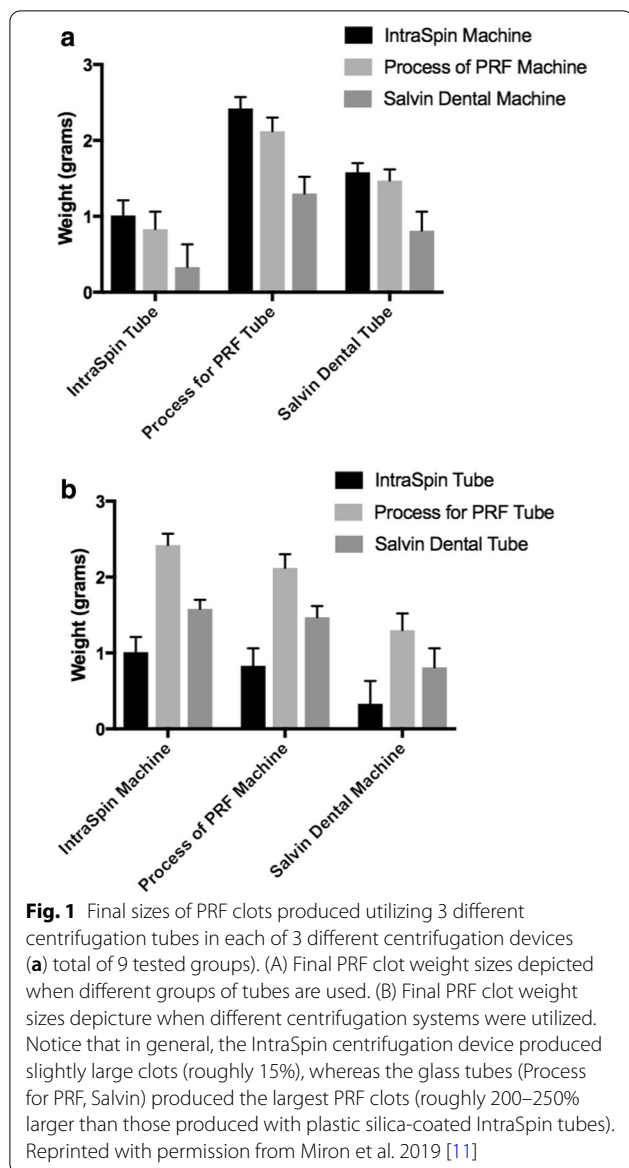 a
IntraSpin Machine
Process of PRF Machine
Salvin Dental Machine
Weight (grams)
3
2
1
0
IntraSpin Tube
Process for PRF Tube
Salvin Dental Tube
b
IntraSpin Tube
Process for PRF Tube
Salvin Dental Tube
Weight (grams)
3
2
1
0
IntraSpin Machine
Process of PRF Machine
Salvin Dental Machine
Fig. 1 Final sizes of PRF clots produced utilizing 3 different
centrifugation tubes in each of 3 different centrifugation devices
(a) total of 9 tested groups). (A) Final PRF clot weight sizes depicted
when different groups of tubes are used. (B) Final PRF clot weight
sizes depicture when different centrifugation systems were utilized.
Notice that in general, the IntraSpin centrifugation device produced
slightly large clots (roughly 15%), whereas the glass tubes (Process
for PRF, Salvin) produced the largest PRF clots (roughly 200–250%
larger than those produced with plastic silica-coated IntraSpin tubes).
Reprinted with permission from Miron et al. 2019 [11]